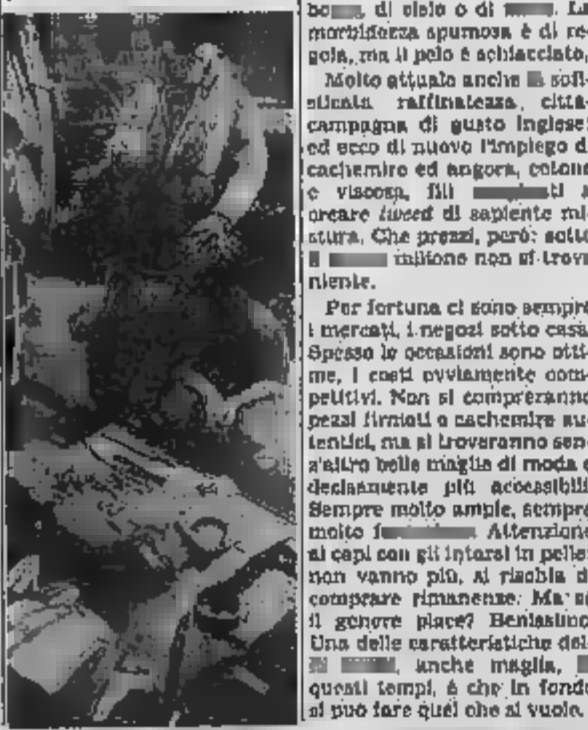 di cielo o di La
morbidezza spumosa è di re-
gola, ma il pelo è schiacciato.
Molto attuale anche sofi-
sticata raffinatezza, città
campagna di gusto inglese
ed ecco di nuovo l'impiego di
cachemire ed angora, cotone
e viscosa, fili
creare tweed di sapiente mi-
stura. Che prezzi, però: sotto
milione non si trova
niente.
Per fortuna ci sono sempre
i mercati, i negozi sotto casa.
Spesso le occasioni sono otti-
me, i costi ovviamente com-
petitivi. Non si compreranno
pezzi firmati o cachemire au-
tentici, ma si troveranno sen-
z'altro belle maglie di moda e
decisamente più accessibili.
Sempre molto ampie, sempre
molto Attenzione
ai capi con gli intarsi in pelle:
non vanno più, si rischia di
comprare rimanenze. Ma se
il genere piace? Benissimo.
Una delle caratteristiche del-
anche maglia,
questi tempi, è che in fondo
si può fare quel che si vuole.